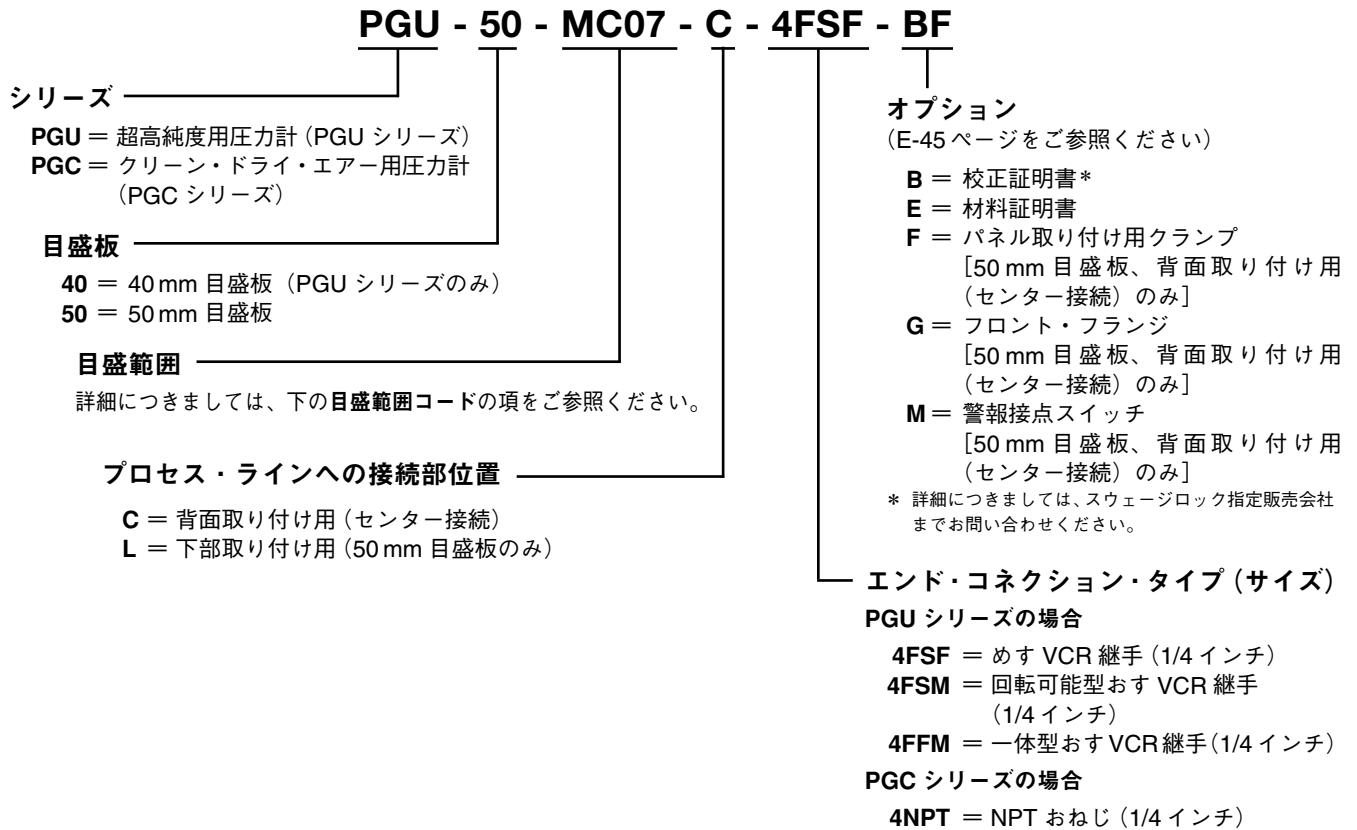 PGU - 50 - MC07 - C - 4FSF - BF
シリーズ
PGU ＝ 超高純度用圧力計（PGU シリーズ）
PGC ＝ クリーン・ドライ・エアー用圧力計
（PGC シリーズ）
目盛板
40 ＝ 40 mm 目盛板（PGU シリーズのみ）
50 ＝ 50 mm 目盛板
目盛範囲
詳細につきましては、下の目盛範囲コードの項をご参照ください。
プロセス・ラインへの接続部位置
C ＝ 背面取り付け用（センター接続）
L ＝ 下部取り付け用（50 mm 目盛板のみ）
オプション
（E-45 ページをご参照ください）
B ＝ 校正証明書*
E ＝ 材料証明書
F ＝ パネル取り付け用クランプ
［50 mm 目盛板、背面取り付け用
（センター接続）のみ］
G ＝ フロント・フランジ
［50 mm 目盛板、背面取り付け用
（センター接続）のみ］
M ＝ 警報接点スイッチ
［50 mm 目盛板、背面取り付け用
（センター接続）のみ］
* 詳細につきましては、スウェージロック指定販売会社
までお問い合わせください。
エンド・コネクション・タイプ（サイズ）
PGU シリーズの場合
4FSF ＝ めす VCR 継手（1/4 インチ）
4FSM ＝ 回転可能型おす VCR 継手
（1/4 インチ）
4FFM ＝ 一体型おす VCR 継手（1/4 インチ）
PGC シリーズの場合
4NPT ＝ NPT おねじ（1/4 インチ）